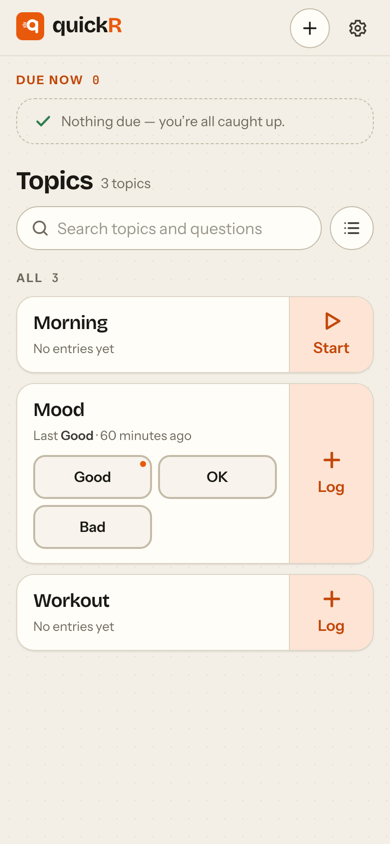 quickR
DUE NOW 0
Nothing due — you're all caught up.
Topics 3 topics
Search topics and questions
ALL 3
Morning
No entries yet
Start
Mood
Last Good · 60 minutes ago
Good
OK
Bad
Log
Workout
No entries yet
Log